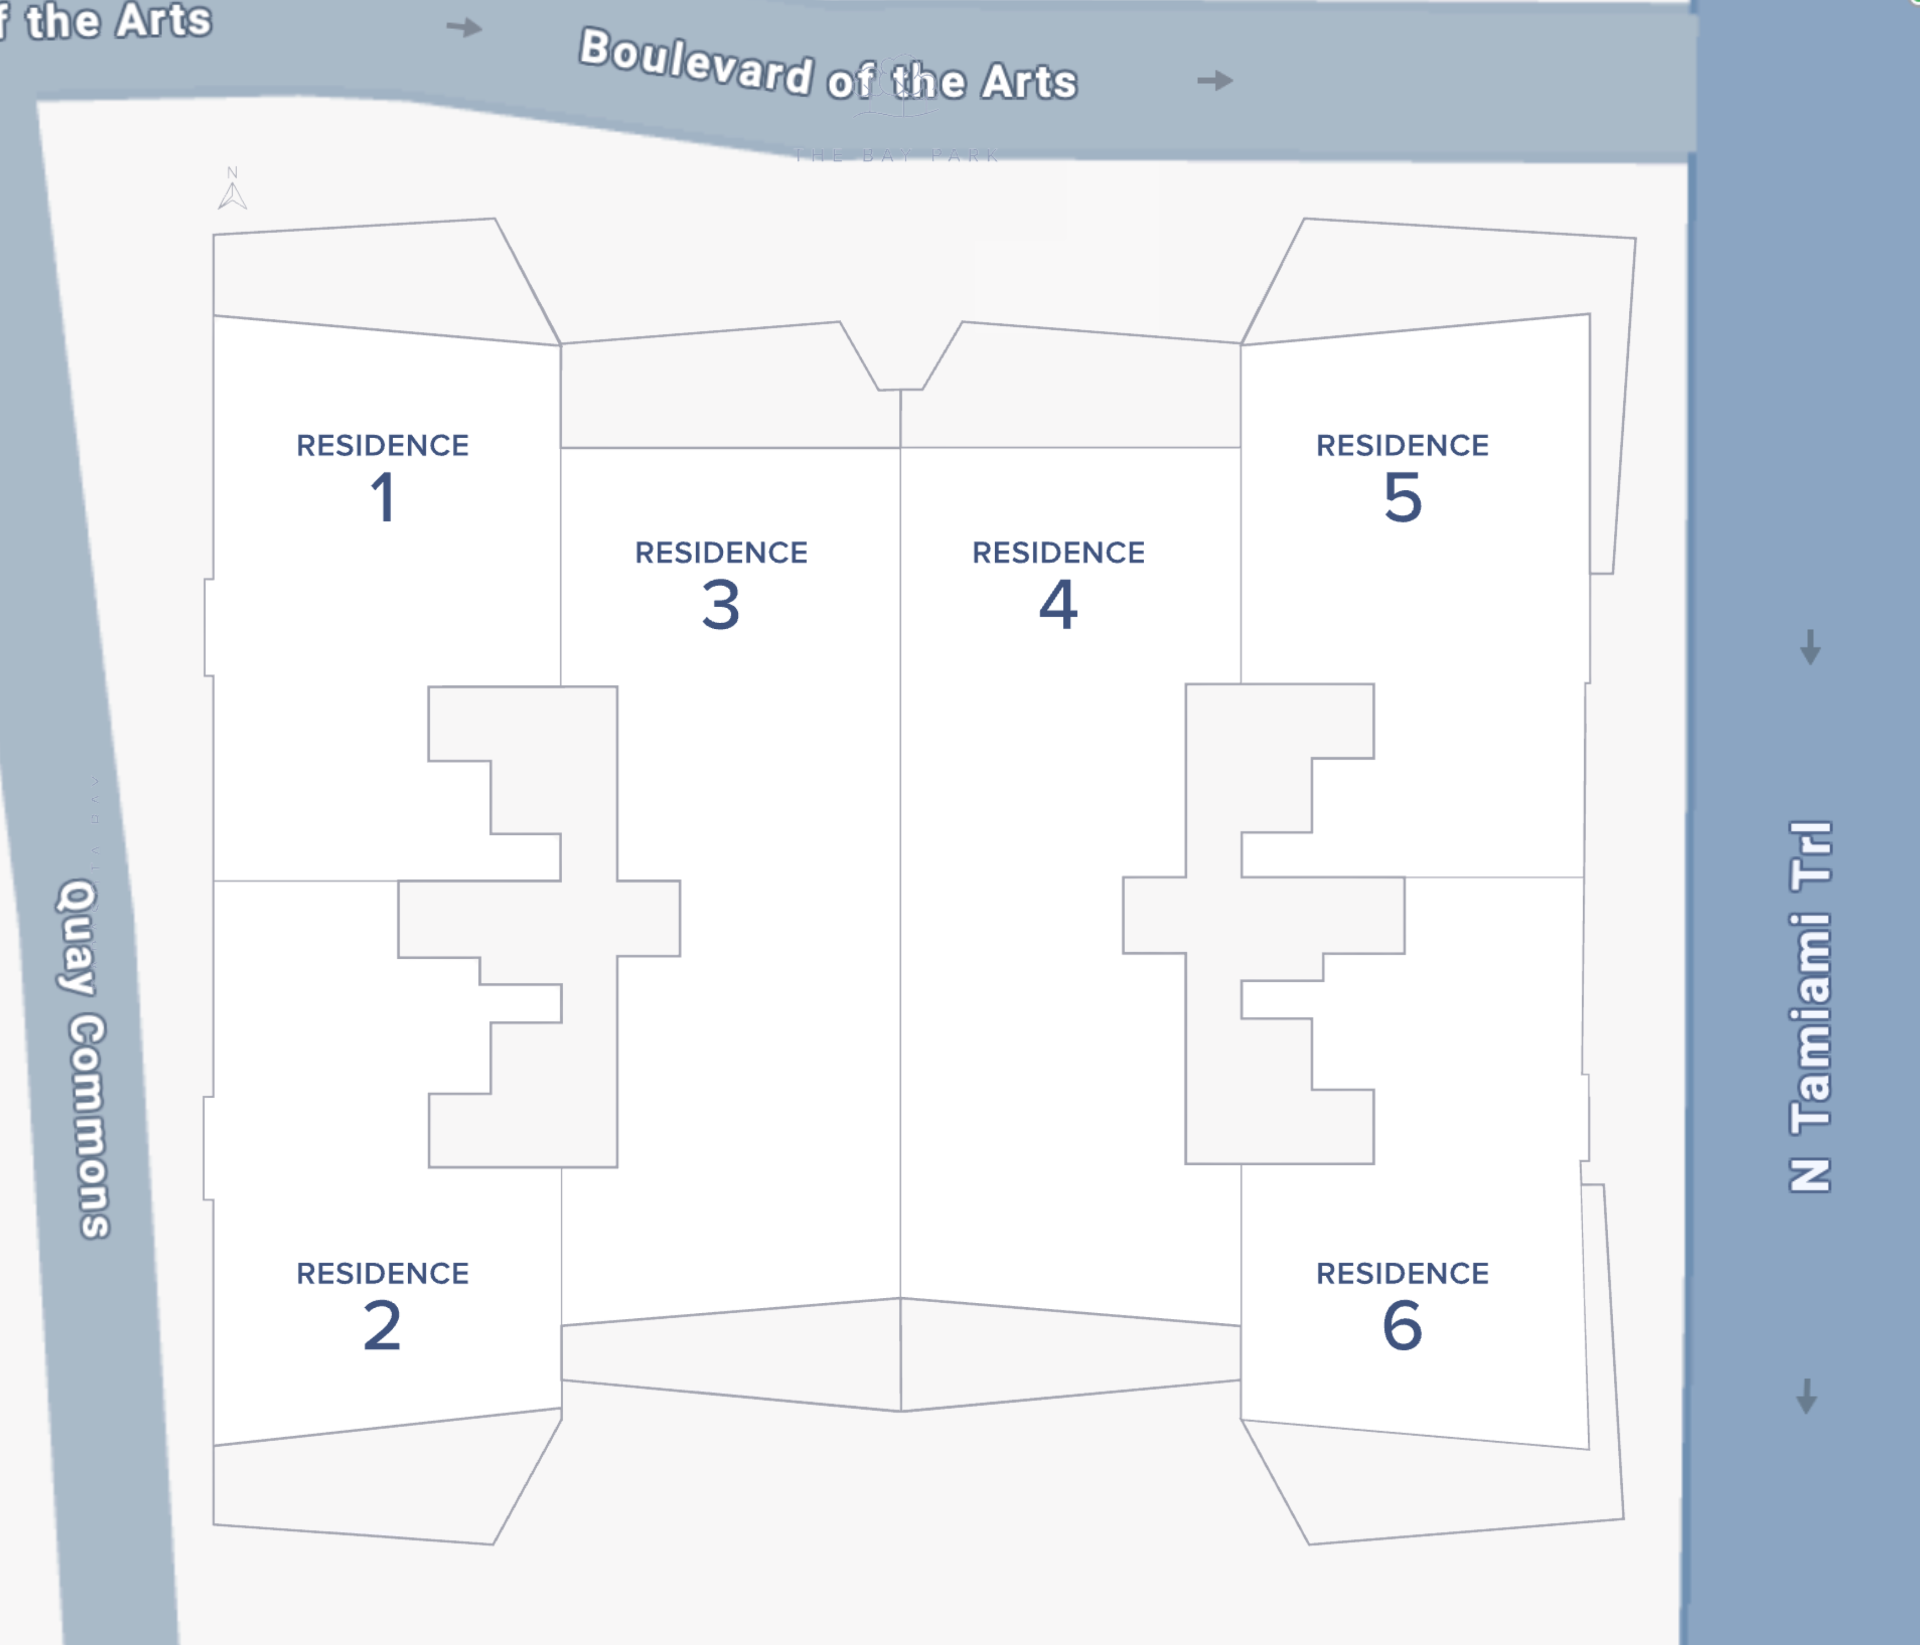 f the Arts
Boulevard of the Arts
THE BAY PARK
N
RESIDENCE
1
RESIDENCE
5
RESIDENCE
3
RESIDENCE
4
Quay Commons
N Tamiami Trl
RESIDENCE
2
RESIDENCE
6